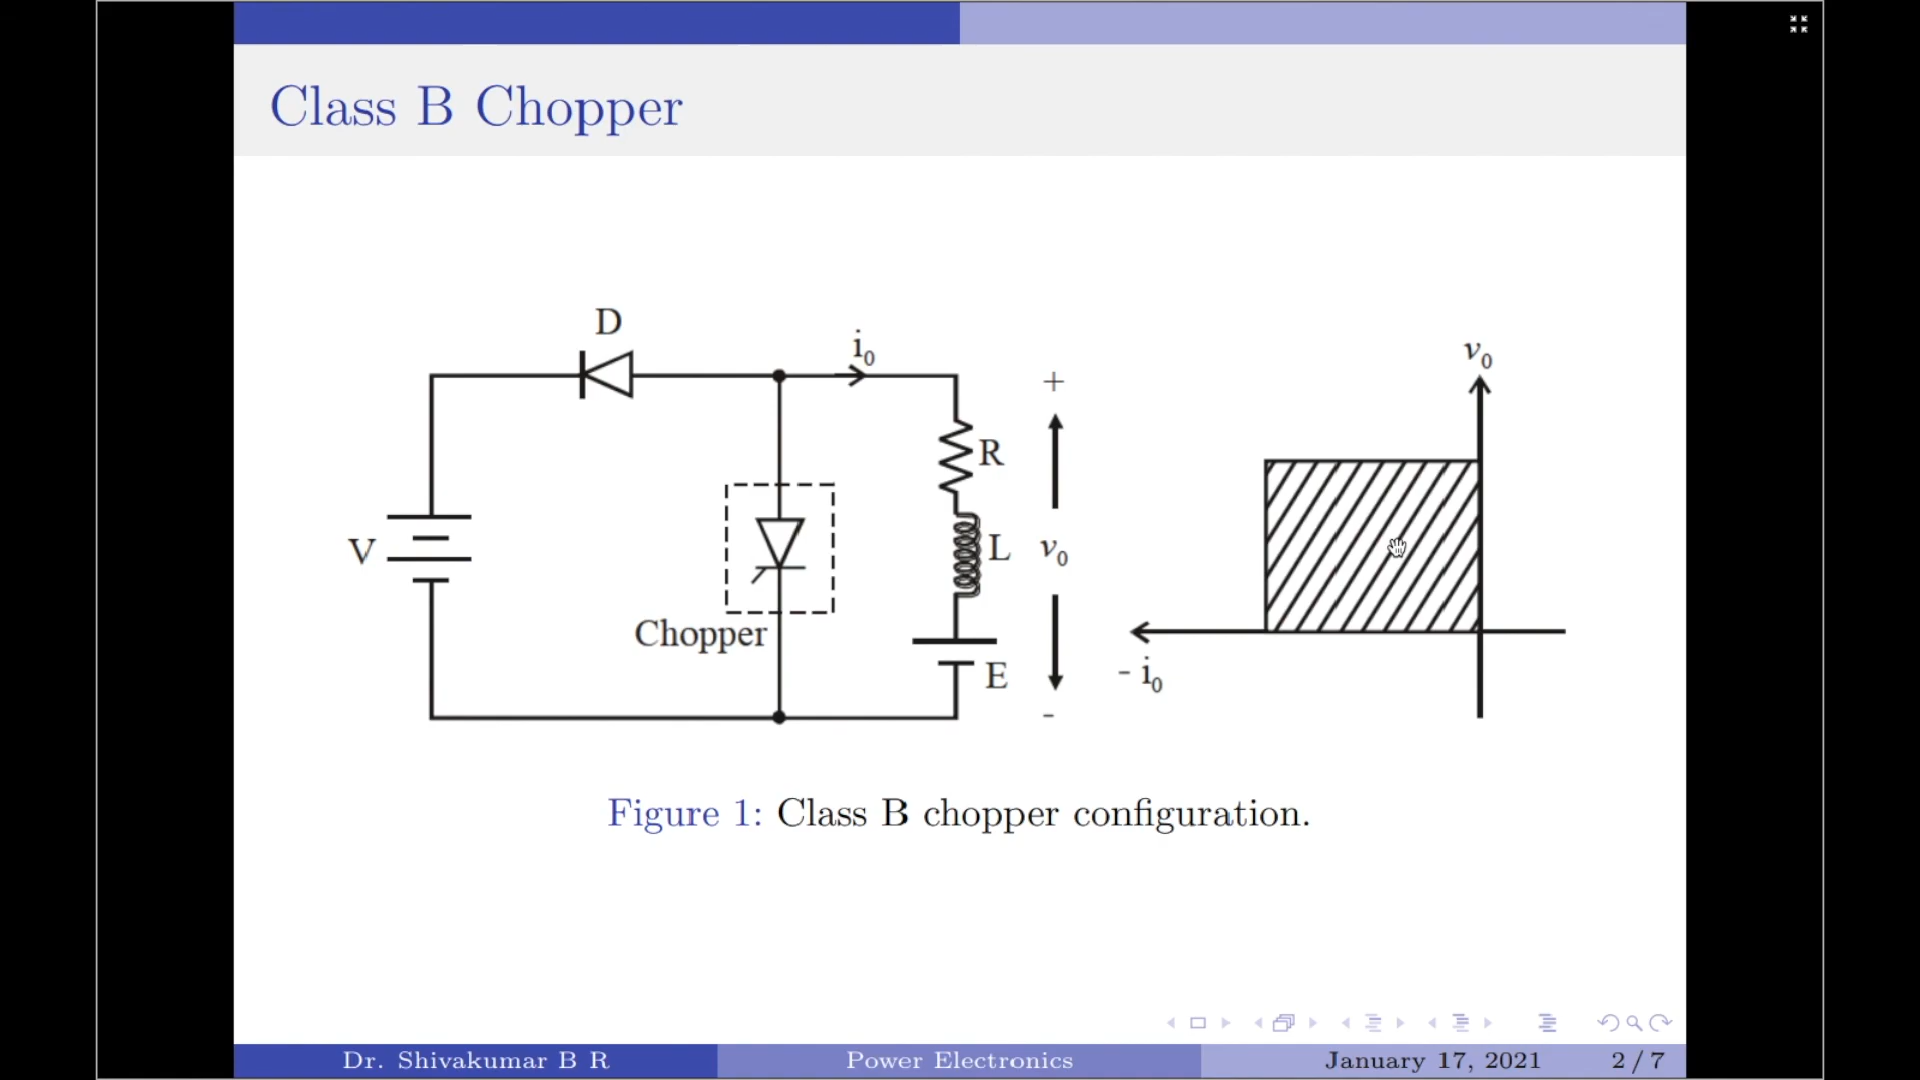 Class B Chopper
D
i₀
+
R
V
L
v₀
Chopper
E
-
v₀
- i₀
Figure 1: Class B chopper configuration.
Dr. Shivakumar B R
Power Electronics
January 17, 2021
2 / 7